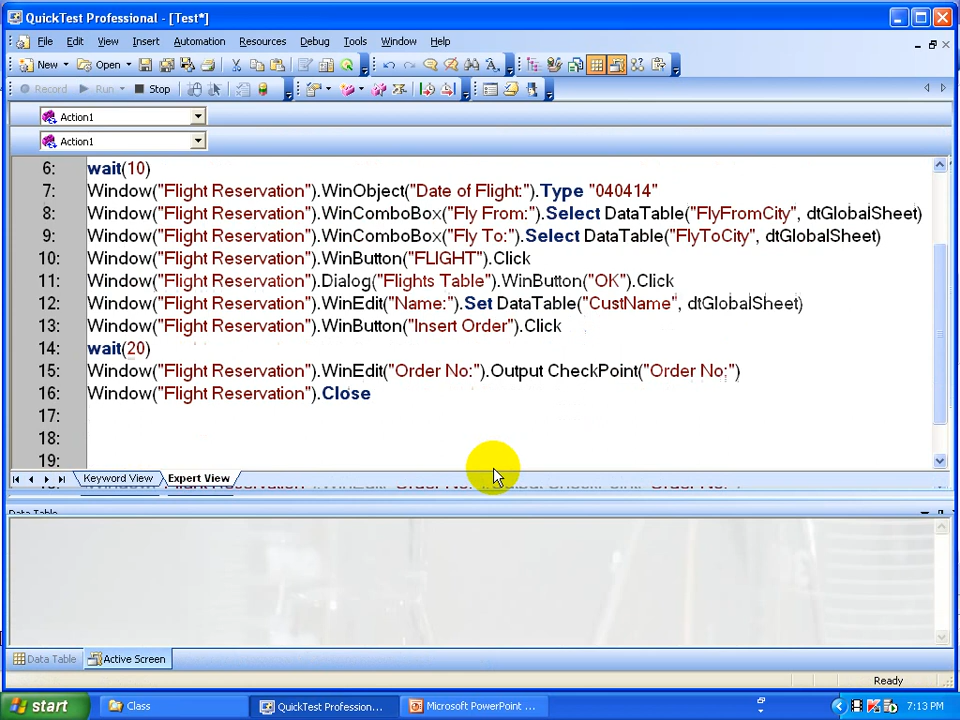 QuickTest Professional - [Test*]
File Edit View Insert Automation Resources Debug Tools Window Help
New Open
Record Run Stop
Action1
Action1
6: wait(10)
7: Window("Flight Reservation").WinObject("Date of Flight:").Type "040414"
8: Window("Flight Reservation").WinComboBox("Fly From:").Select DataTable("FlyFromCity", dtGlobalSheet)
9: Window("Flight Reservation").WinComboBox("Fly To:").Select DataTable("FlyToCity", dtGlobalSheet)
10: Window("Flight Reservation").WinButton("FLIGHT").Click
11: Window("Flight Reservation").Dialog("Flights Table").WinButton("OK").Click
12: Window("Flight Reservation").WinEdit("Name:").Set DataTable("CustName", dtGlobalSheet)
13: Window("Flight Reservation").WinButton("Insert Order").Click
14: wait(20)
15: Window("Flight Reservation").WinEdit("Order No:").Output CheckPoint("Order No:")
16: Window("Flight Reservation").Close
17:
18:
19:
Keyword View Expert View
Data Table
Data Table Active Screen
Ready
start Class QuickTest Profession... Microsoft PowerPoint ... 7:13 PM